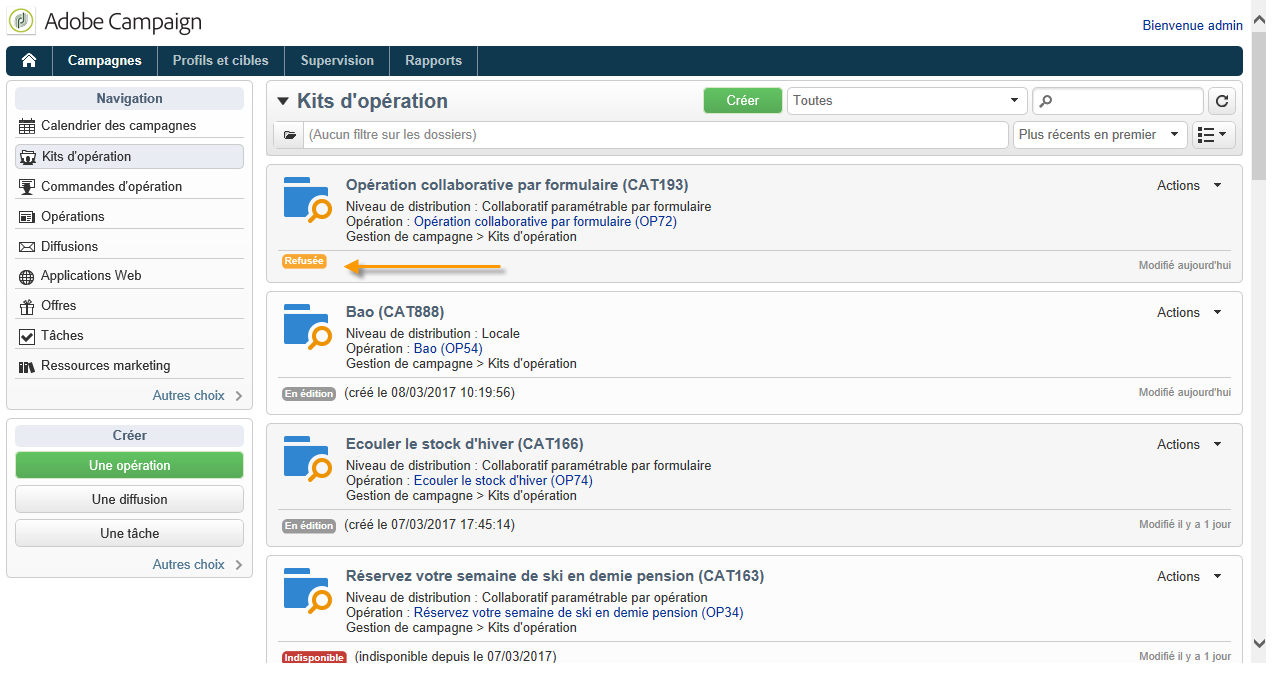 Adobe Campaign
Bienvenue admin
Campagnes
Profils et cibles
Supervision
Rapports
Navigation
Calendrier des campagnes
Kits d'opération
Commandes d'opération
Opérations
Diffusions
Applications Web
Offres
Tâches
Ressources marketing
Autres choix
Créer
Une opération
Une diffusion
Une tâche
Autres choix
Kits d'opération
Créer
Toutes
(Aucun filtre sur les dossiers)
Plus récents en premier
Opération collaborative par formulaire (CAT193)
Actions
Niveau de distribution : Collaboratif paramétrable par formulaire
Opération : Opération collaborative par formulaire (OP72)
Gestion de campagne > Kits d'opération
Refusée
Modifié aujourd'hui
Bao (CAT888)
Actions
Niveau de distribution : Locale
Opération : Bao (OP54)
Gestion de campagne > Kits d'opération
En édition (créé le 08/03/2017 10:19:56)
Modifié aujourd'hui
Ecouler le stock d'hiver (CAT166)
Actions
Niveau de distribution : Collaboratif paramétrable par formulaire
Opération : Ecouler le stock d'hiver (OP74)
Gestion de campagne > Kits d'opération
En édition (créé le 07/03/2017 17:45:14)
Modifié il y a 1 jour
Réservez votre semaine de ski en demie pension (CAT163)
Actions
Niveau de distribution : Collaboratif paramétrable par opération
Opération : Réservez votre semaine de ski en demie pension (OP34)
Gestion de campagne > Kits d'opération
Indisponible (indisponible depuis le 07/03/2017)
Modifié il y a 1 jour